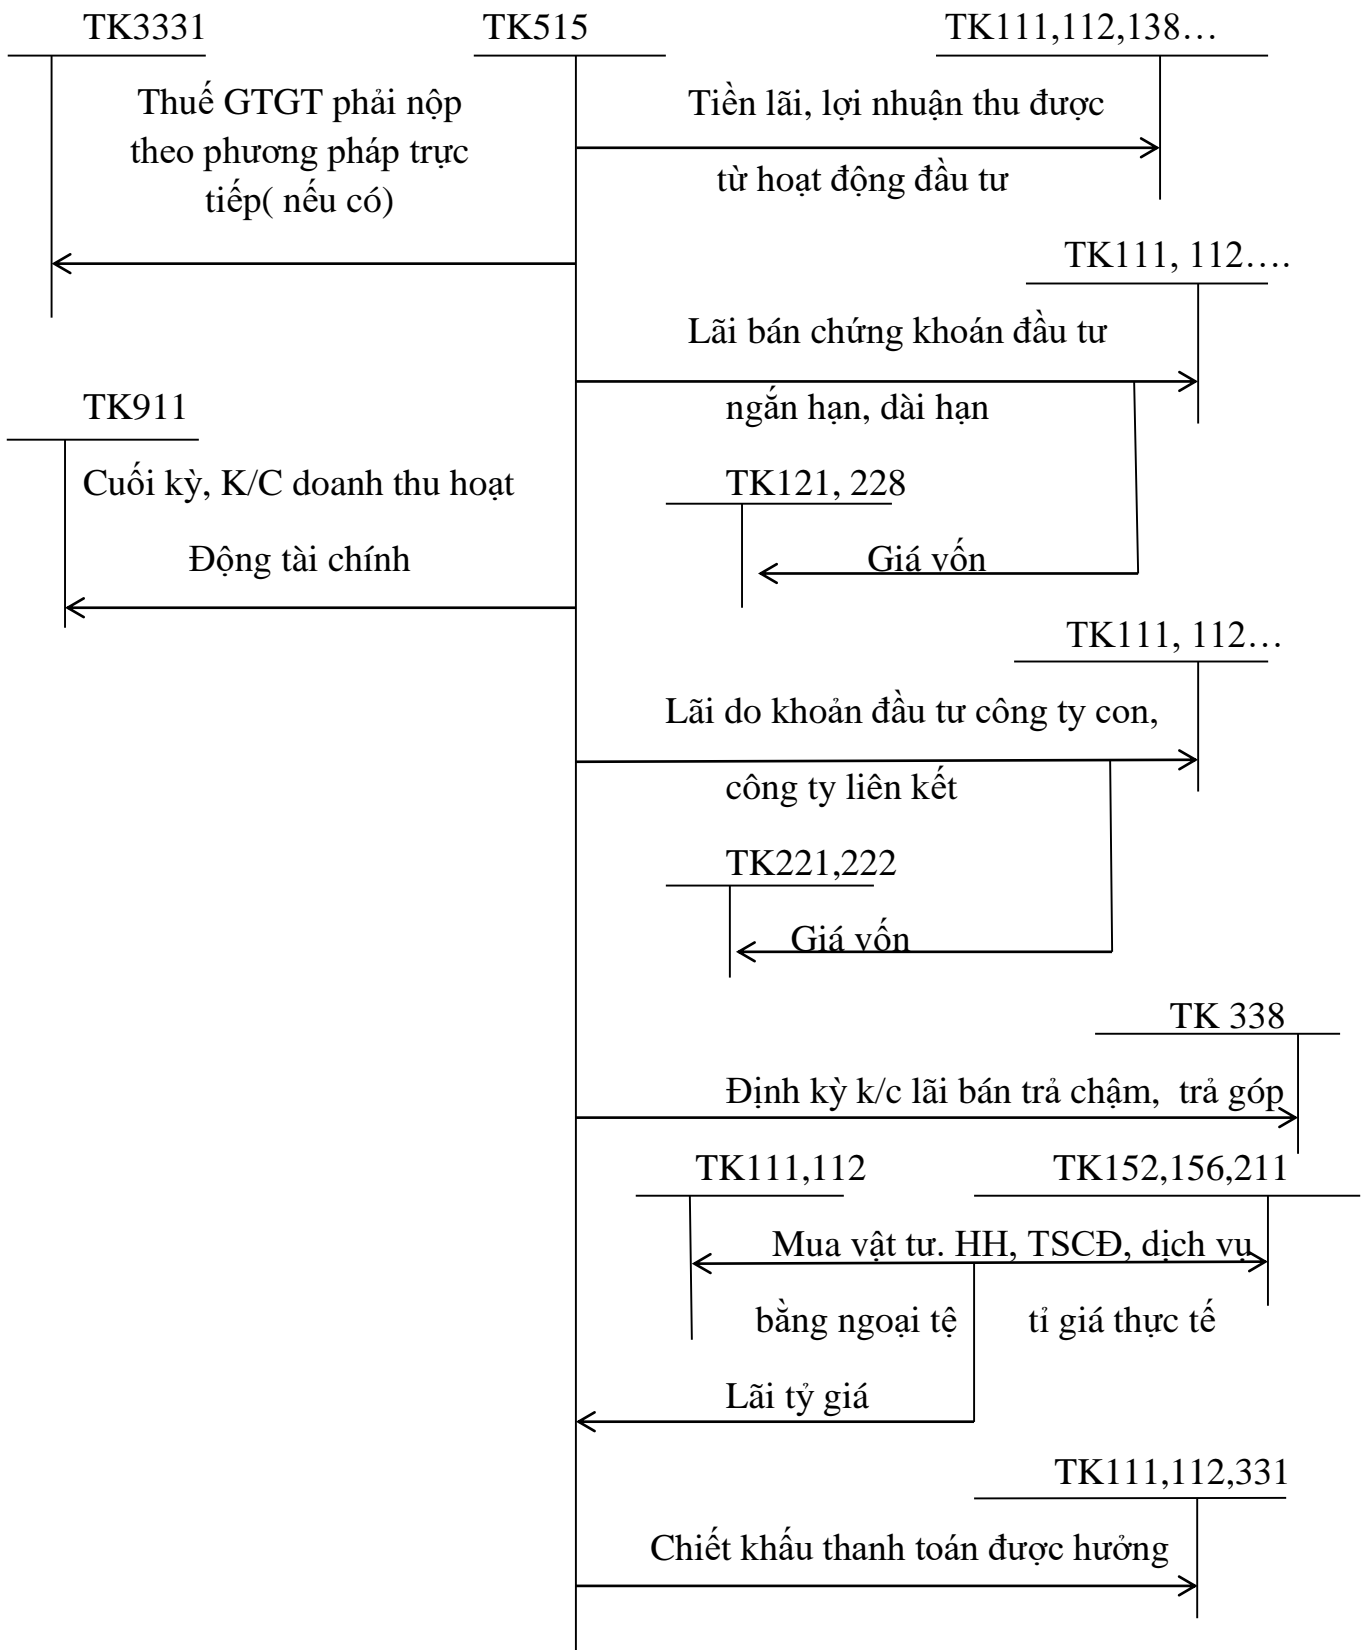 TK3331
TK515
TK111,112,138…
Thuế GTGT phải nộp
theo phương pháp trực
tiếp( nếu có)
Tiền lãi, lợi nhuận thu được
từ hoạt động đầu tư
TK111, 112….
Lãi bán chứng khoán đầu tư
ngắn hạn, dài hạn
TK911
Cuối kỳ, K/C doanh thu hoạt
Động tài chính
TK121, 228
Giá vốn
TK111, 112…
Lãi do khoản đầu tư công ty con,
công ty liên kết
TK221,222
Giá vốn
TK 338
Định kỳ k/c lãi bán trả chậm, trả góp
TK111,112
TK152,156,211
Mua vật tư. HH, TSCĐ, dịch vụ
bằng ngoại tệ
tỉ giá thực tế
Lãi tỷ giá
TK111,112,331
Chiết khấu thanh toán được hưởng